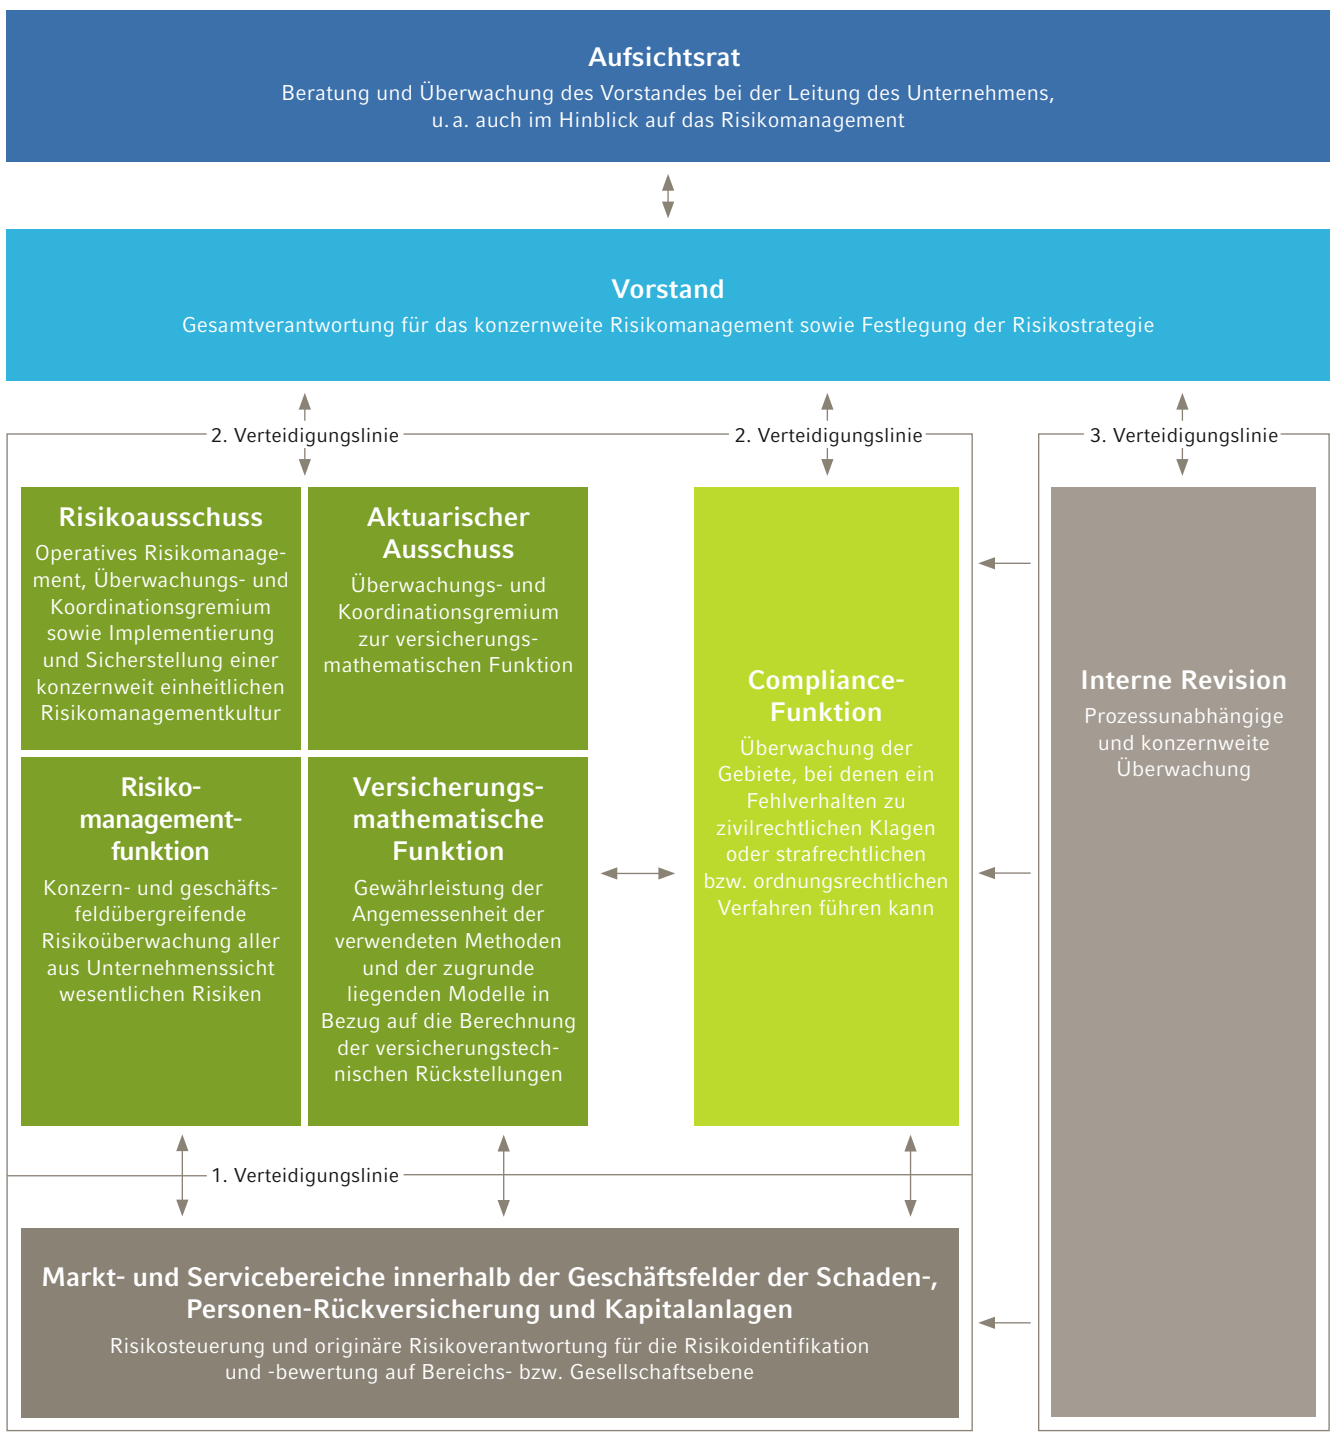 Aufsichtsrat
Beratung und Überwachung des Vorstandes bei der Leitung des Unternehmens,
u. a. auch im Hinblick auf das Risikomanagement
Vorstand
Gesamtverantwortung für das konzernweite Risikomanagement sowie Festlegung der Risikostrategie
2. Verteidigungslinie
2. Verteidigungslinie
3. Verteidigungslinie
Risikoausschuss
Operatives Risikomanage-
ment, Überwachungs- und
Koordinationsgremium
sowie Implementierung
und Sicherstellung einer
konzernweit einheitlichen
Risikomanagementkultur
Aktuarischer
Ausschuss
Überwachungs- und
Koordinationsgremium
zur versicherungs-
mathematischen Funktion
Risiko-
management-
funktion
Konzern- und geschäfts-
feldübergreifende
Risikoüberwachung aller
aus Unternehmenssicht
wesentlichen Risiken
Versicherungs-
mathematische
Funktion
Gewährleistung der
Angemessenheit der
verwendeten Methoden
und der zugrunde
liegenden Modelle in
Bezug auf die Berechnung
der versicherungstech-
nischen Rückstellungen
Compliance-
Funktion
Überwachung der
Gebiete, bei denen ein
Fehlverhalten zu
zivilrechtlichen Klagen
oder strafrechtlichen
bzw. ordnungsrechtlichen
Verfahren führen kann
Interne Revision
Prozessunabhängige
und konzernweite
Überwachung
1. Verteidigungslinie
Markt- und Servicebereiche innerhalb der Geschäftsfelder der Schaden-,
Personen-Rückversicherung und Kapitalanlagen
Risikosteuerung und originäre Risikoverantwortung für die Risikoidentifikation
und -bewertung auf Bereichs- bzw. Gesellschaftsebene